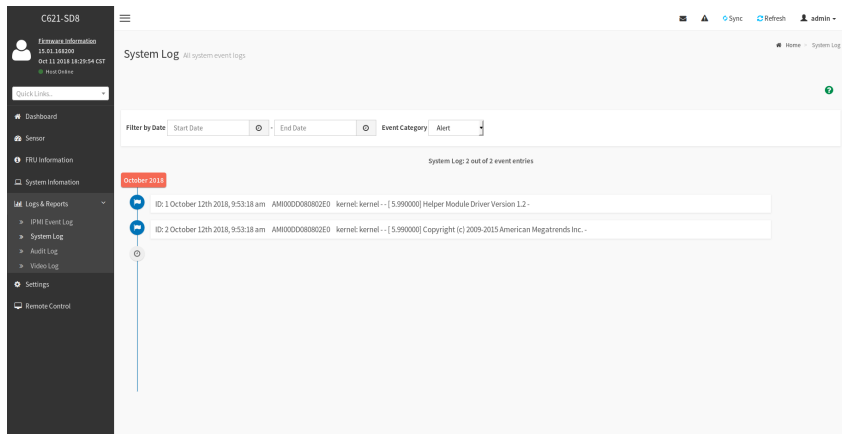 C621-SD8
Firmware Information
15.01.168200
Oct 11 2018 18:29:54 CST
Host Online
Quick Links...
Dashboard
Sensor
FRU Information
System Infomation
Logs & Reports
IPMI Event Log
System Log
Audit Log
Video Log
Settings
Remote Control
Sync Refresh admin
System Log All system event logs
Home > System Log
Filter by Date Start Date - End Date Event Category Alert
System Log: 2 out of 2 event entries
October 2018
ID: 1 October 12th 2018, 9:53:18 am AMI00DD080802E0 kernel: kernel - - [ 5.990000] Helper Module Driver Version 1.2 -
ID: 2 October 12th 2018, 9:53:18 am AMI00DD080802E0 kernel: kernel - - [ 5.990000] Copyright (c) 2009-2015 American Megatrends Inc. -